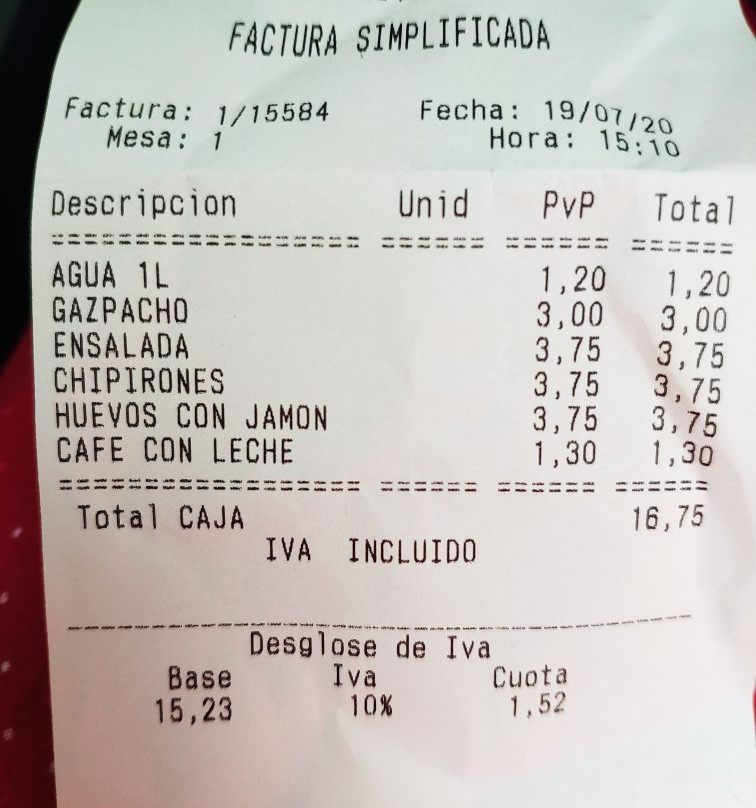 FACTURA SIMPLIFICADA
Factura: 1/15584 Fecha: 19/07/20
Mesa: 1 Hora: 15:10
Descripcion Unid PvP Total
================== ====== ====== ======
AGUA 1L 1,20 1,20
GAZPACHO 3,00 3,00
ENSALADA 3,75 3,75
CHIPIRONES 3,75 3,75
HUEVOS CON JAMON 3,75 3,75
CAFE CON LECHE 1,30 1,30
================== ====== ====== ======
Total CAJA 16,75
IVA INCLUIDO
Desglose de Iva
Base Iva Cuota
15,23 10% 1,52